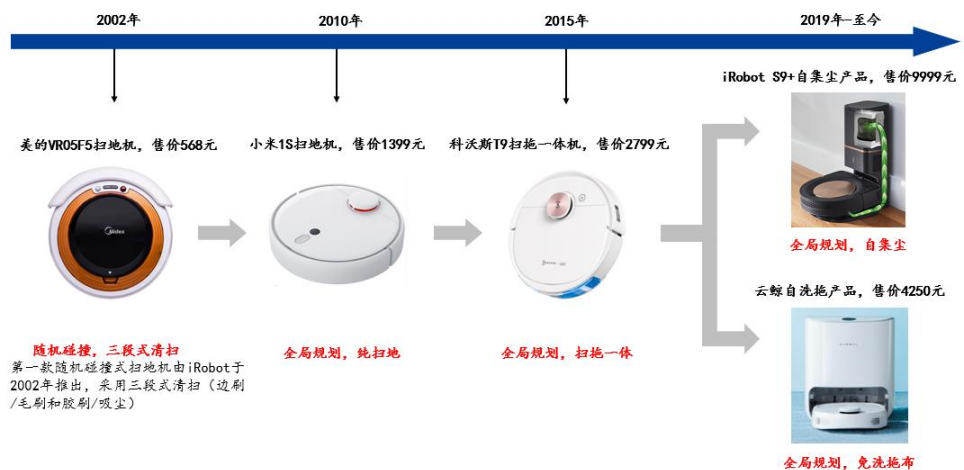 2002年
2010年
2015年
2019年-至今
美的VR05F5扫地机，售价568元
小米1S扫地机，售价1399元
科沃斯T9扫拖一体机，售价2799元
iRobot S9+自集尘产品，售价9999元
Midea
全局规划，自集尘
云鲸自洗拖产品，售价4250元
随机碰撞，三段式清扫
第一款随机碰撞式扫地机由iRobot于
2002年推出，采用三段式清扫（边刷
/毛刷和胶刷/吸尘）
全局规划，纯扫地
全局规划，扫拖一体
全局规划，免洗拖布